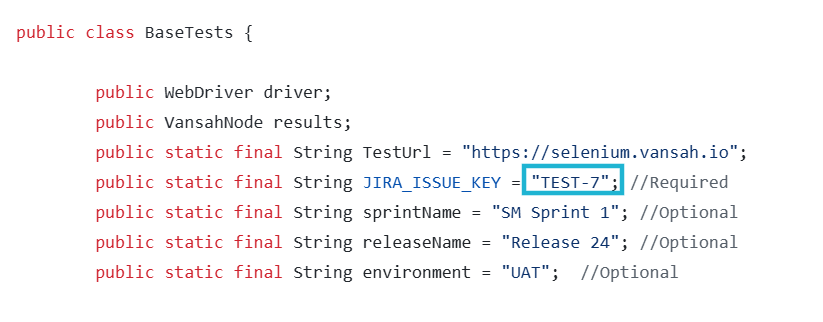 public class BaseTests {
public WebDriver driver;
public VansahNode results;
public static final String TestUrl = "https://selenium.vansah.io";
public static final String JIRA_ISSUE_KEY = "TEST-7"; //Required
public static final String sprintName = "SM Sprint 1"; //Optional
public static final String releaseName = "Release 24"; //Optional
public static final String environment = "UAT";  //Optional